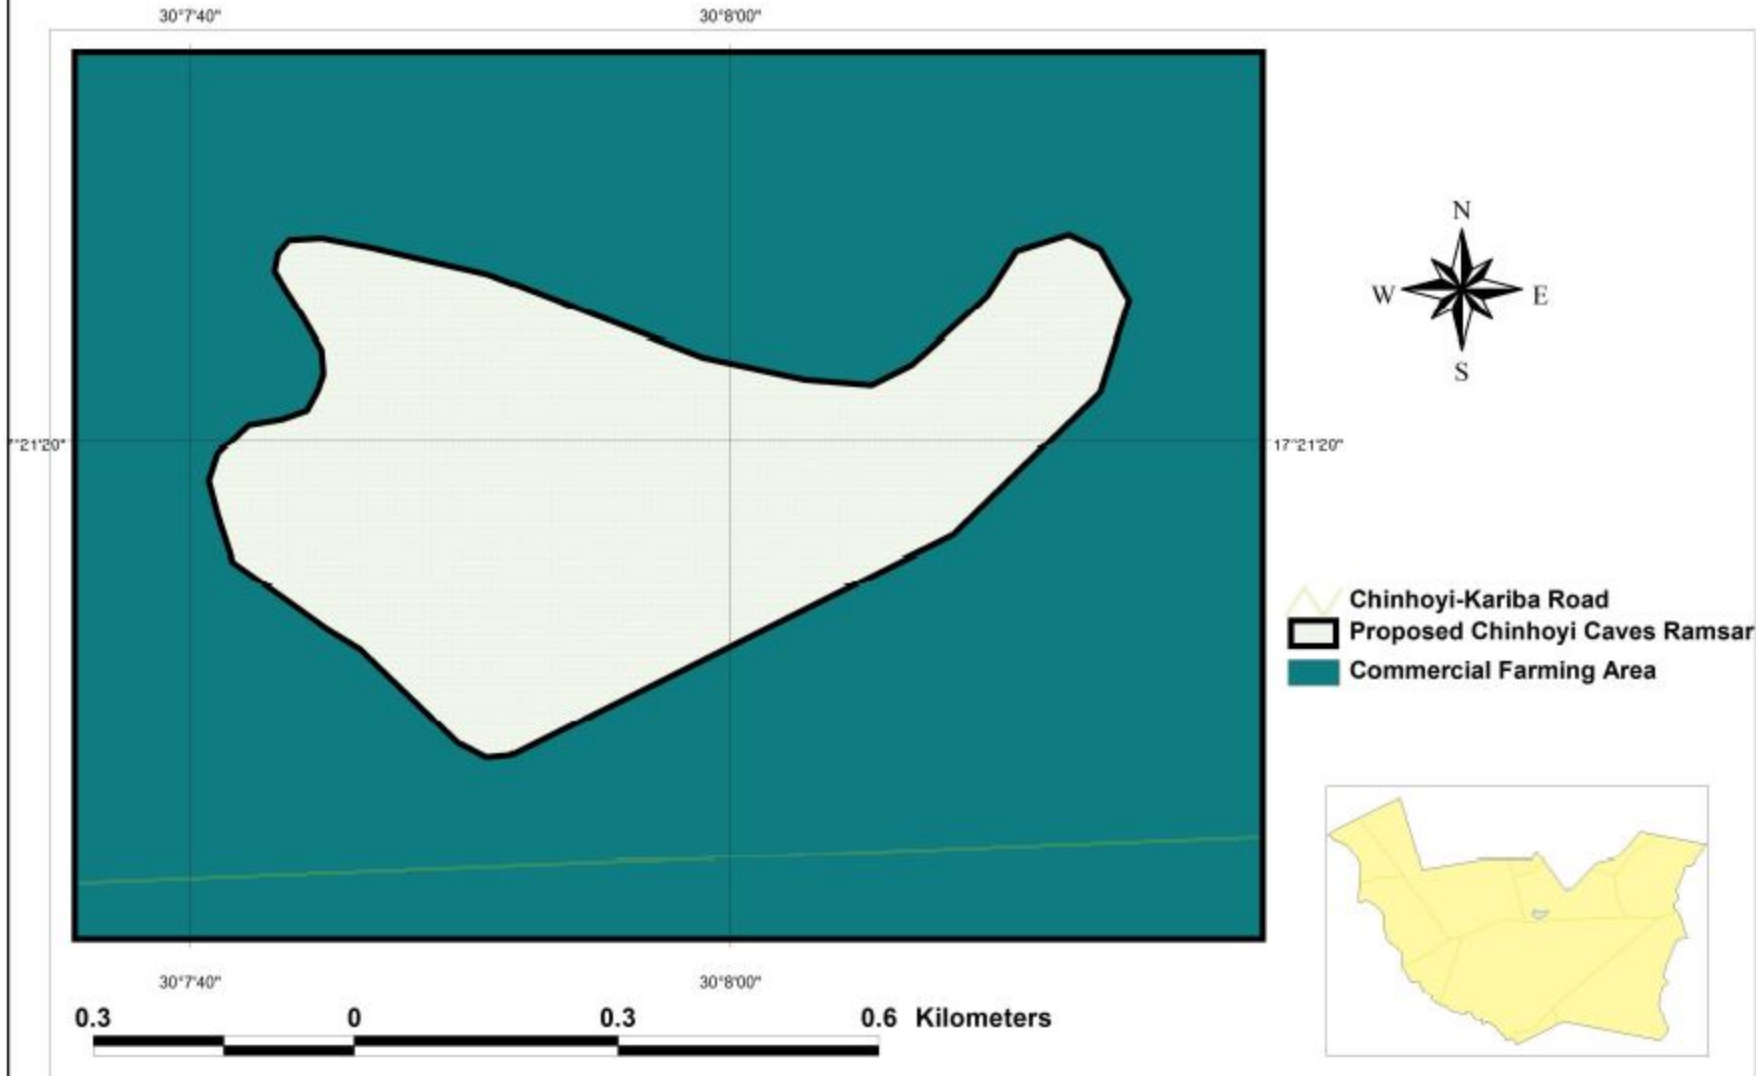 30°7'40" 30°8'00"
N
W E
S
7°21'20" 17°21'20"
Chinhoyi-Kariba Road
Proposed Chinhoyi Caves Ramsar
Commercial Farming Area
30°7'40" 30°8'00"
0.3 0 0.3 0.6 Kilometers